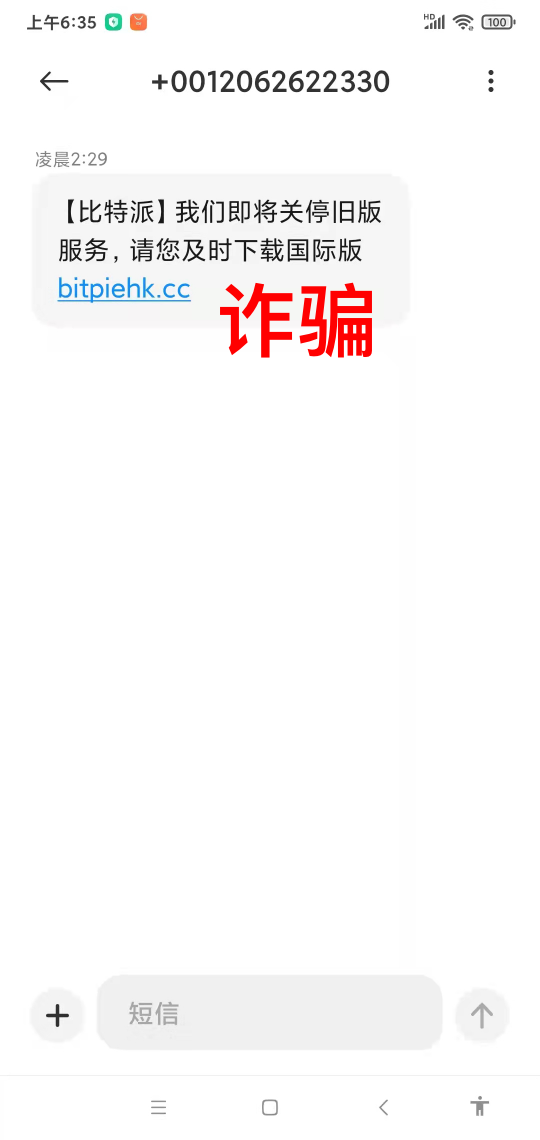 上午6:35
HD
100
+0012062622330
凌晨2:29
【比特派】我们即将关停旧版
服务，请您及时下载国际版
bitpiehk.cc
诈骗
短信